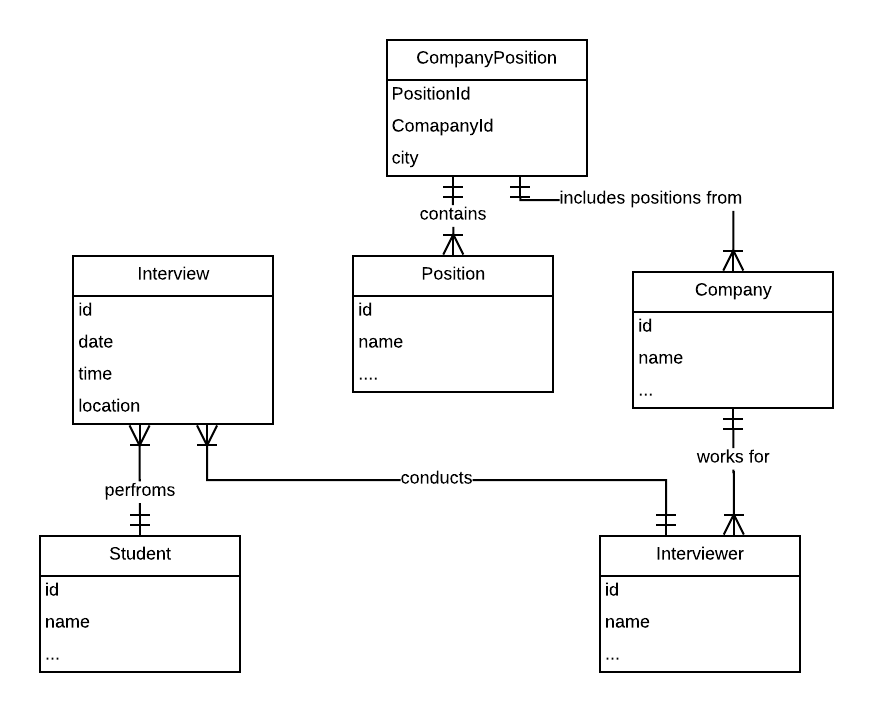 CompanyPosition
PositionId
ComapanyId
city
contains
includes positions from
Interview
id
date
time
location
Position
id
name
....
Company
id
name
...
works for
conducts
perfroms
Student
id
name
...
Interviewer
id
name
...